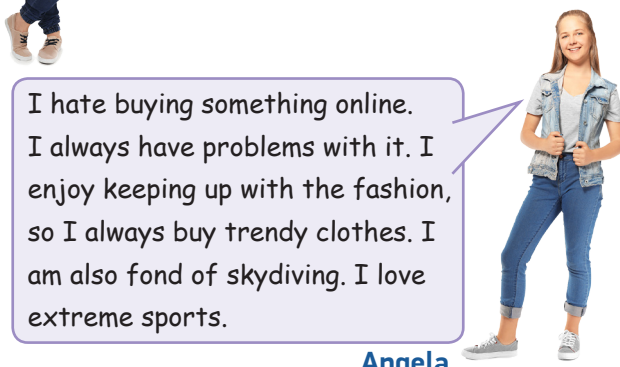 I hate buying something online.
I always have problems with it. I
enjoy keeping up with the fashion,
so I always buy trendy clothes. I
am also fond of skydiving. I love
extreme sports.
Angela